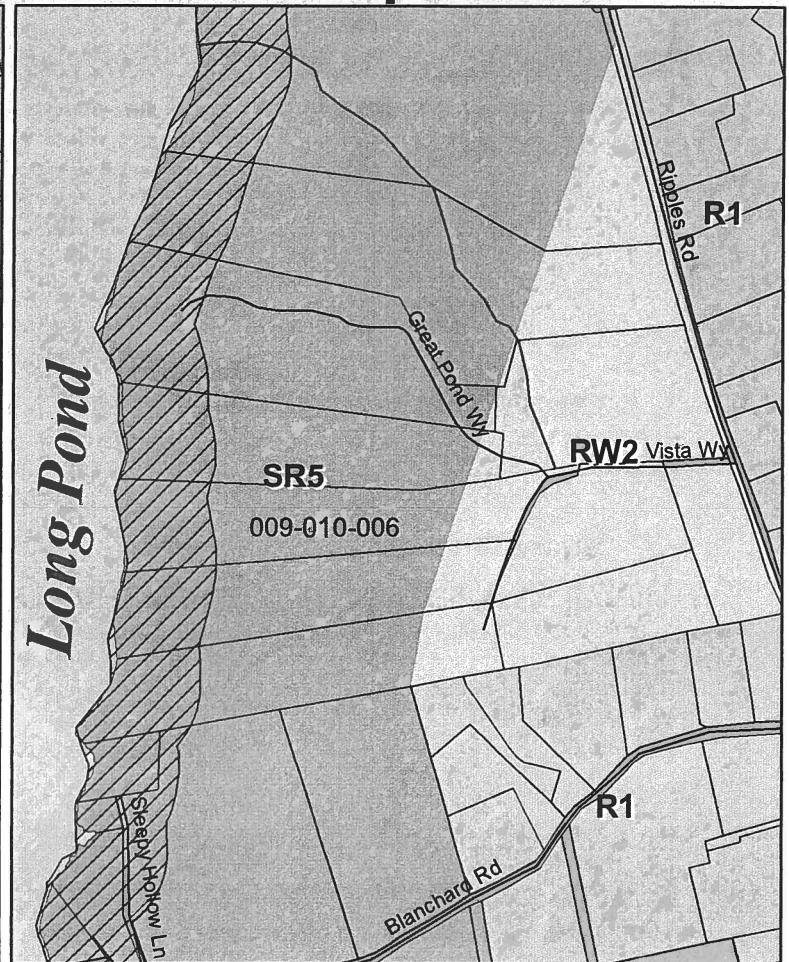 Ripples Rd
R1
Great Pond Wy
Long Pond
RW2
Vista Wy
SR5
009-010-006
R1
Sleepy Hollow Ln
Blanchard Rd